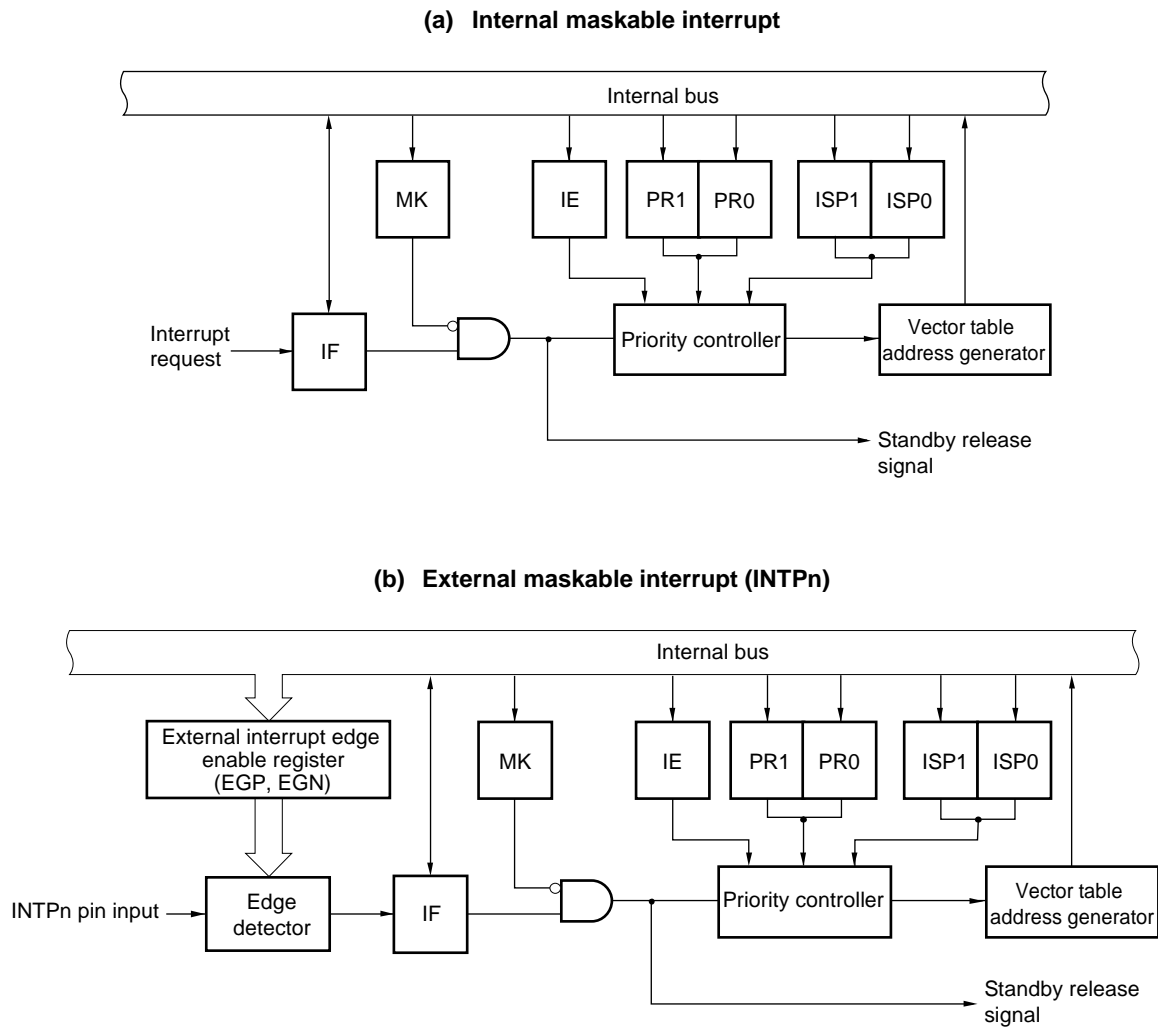 (a) Internal maskable interrupt
Internal bus
MK
IE
PR1
PR0
ISP1
ISP0
Interrupt
request
IF
Priority controller
Vector table
address generator
Standby release
signal
(b) External maskable interrupt (INTPn)
Internal bus
External interrupt edge
enable register
(EGP, EGN)
MK
IE
PR1
PR0
ISP1
ISP0
INTPn pin input
Edge
detector
IF
Priority controller
Vector table
address generator
Standby release
signal